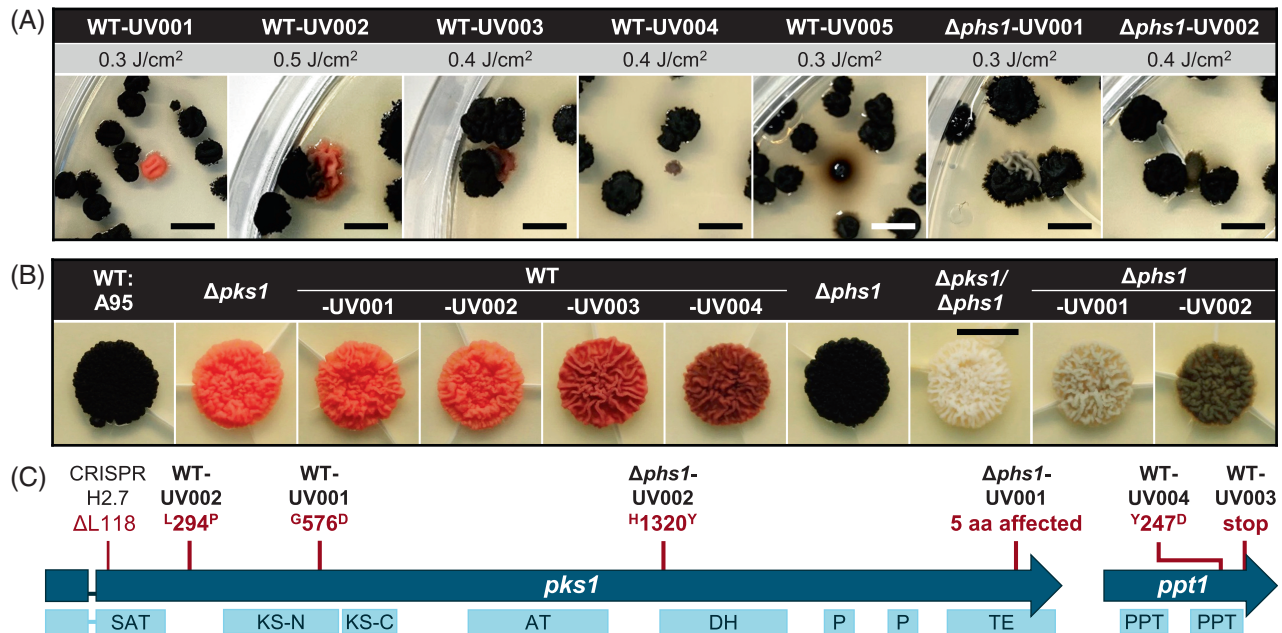 (A)
WT-UV001 WT-UV002 WT-UV003 WT-UV004 WT-UV005 Δphs1-UV001 Δphs1-UV002
0.3 J/cm² 0.5 J/cm² 0.4 J/cm² 0.4 J/cm² 0.3 J/cm² 0.3 J/cm² 0.4 J/cm²
(B)
WT: A95 Δpks1 WT -UV001 -UV002 -UV003 -UV004 Δphs1 Δpks1/ Δphs1 Δphs1 -UV001 -UV002
(C)
CRISPR WT- WT- Δphs1- Δphs1- WT- WT-
H2.7 UV002 UV001 UV002 UV001 UV004 UV003
ΔL118 ᴸ294ᴾ ᴳ576ᴰ ᴴ1320ʸ 5 aa affected ʸ247ᴰ stop
pks1 ppt1
SAT KS-N KS-C AT DH P P TE PPT PPT